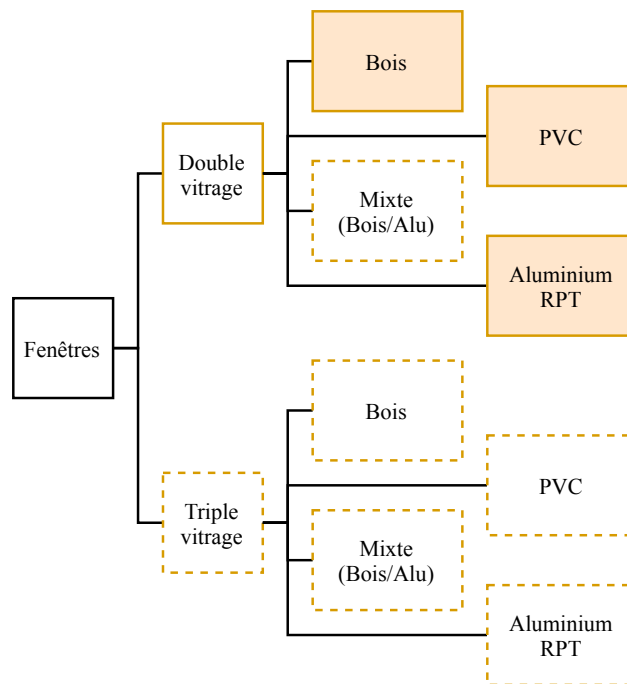 Fenêtres
Double
vitrage
Bois
PVC
Mixte
(Bois/Alu)
Aluminium
RPT
Triple
vitrage
Bois
PVC
Mixte
(Bois/Alu)
Aluminium
RPT